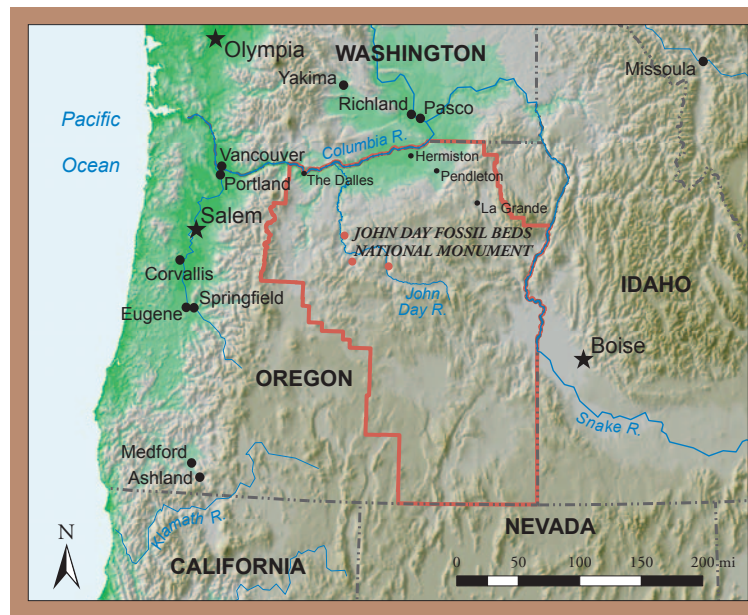 Olympia
WASHINGTON
Missoula
Yakima
Richland
Pasco
Pacific
Ocean
Columbia R.
Vancouver
Hermiston
Portland
The Dalles
Pendleton
La Grande
Salem
JOHN DAY FOSSIL BEDS
NATIONAL MONUMENT
Corvallis
IDAHO
John
Day R.
Eugene
Springfield
Boise
OREGON
Snake R.
Medford
Ashland
Klamath R.
NEVADA
N
CALIFORNIA
0 50 100 150 200 mi